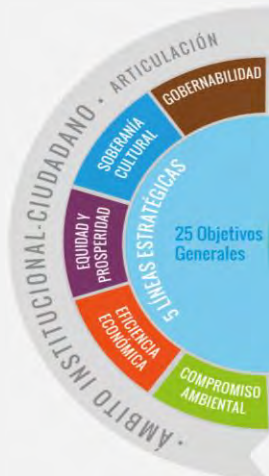 ÁMBITO INSTITUCIONAL-CIUDADANO • ARTICULACIÓN
GOBERNABILIDAD
SOBERANÍA
CULTURAL
EQUIDAD Y
PROSPERIDAD
EFICIENCIA
ECONÓMICA
COMPROMISO
AMBIENTAL
5 LÍNEAS ESTRATÉGICAS
25 Objetivos
Generales